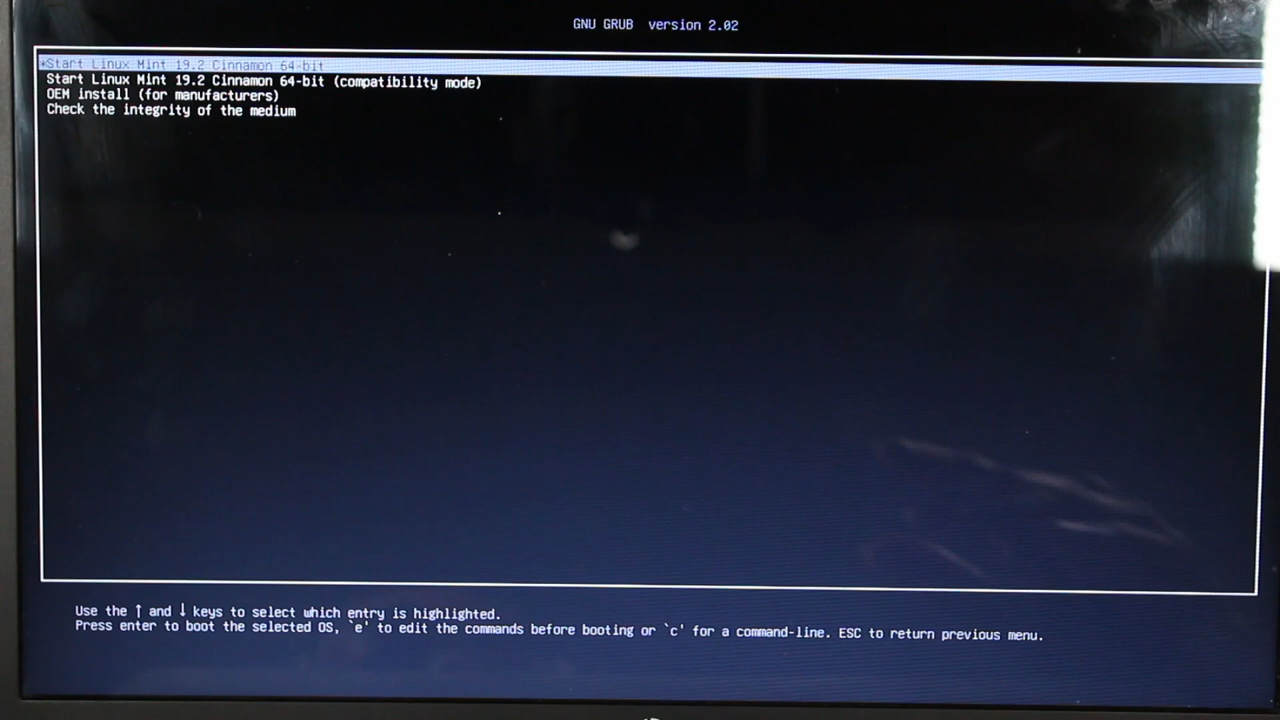 GNU GRUB version 2.02
*Start Linux Mint 19.2 Cinnamon 64-bit
Start Linux Mint 19.2 Cinnamon 64-bit (compatibility mode)
OEM install (for manufacturers)
Check the integrity of the medium
Use the ↑ and ↓ keys to select which entry is highlighted.
Press enter to boot the selected OS, `e' to edit the commands before booting or `c' for a command-line. ESC to return previous menu.